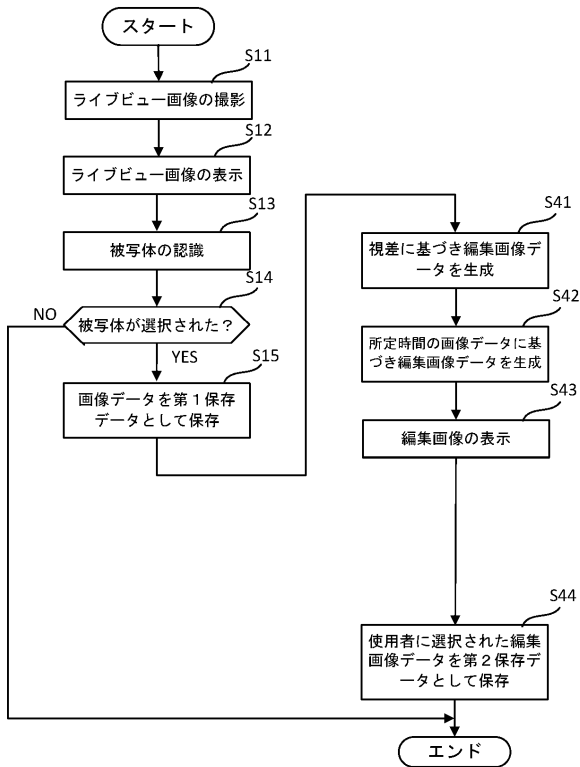 スタート
S11
ライブビュー画像の撮影
S12
ライブビュー画像の表示
S13
被写体の認識
S14
被写体が選択された？
NO
YES
S15
画像データを第１保存
データとして保存
S41
視差に基づき編集画像デ
ータを生成
S42
所定時間の画像データに基
づき編集画像データを生成
S43
編集画像の表示
S44
使用者に選択された編集
画像データを第２保存デ
ータとして保存
エンド